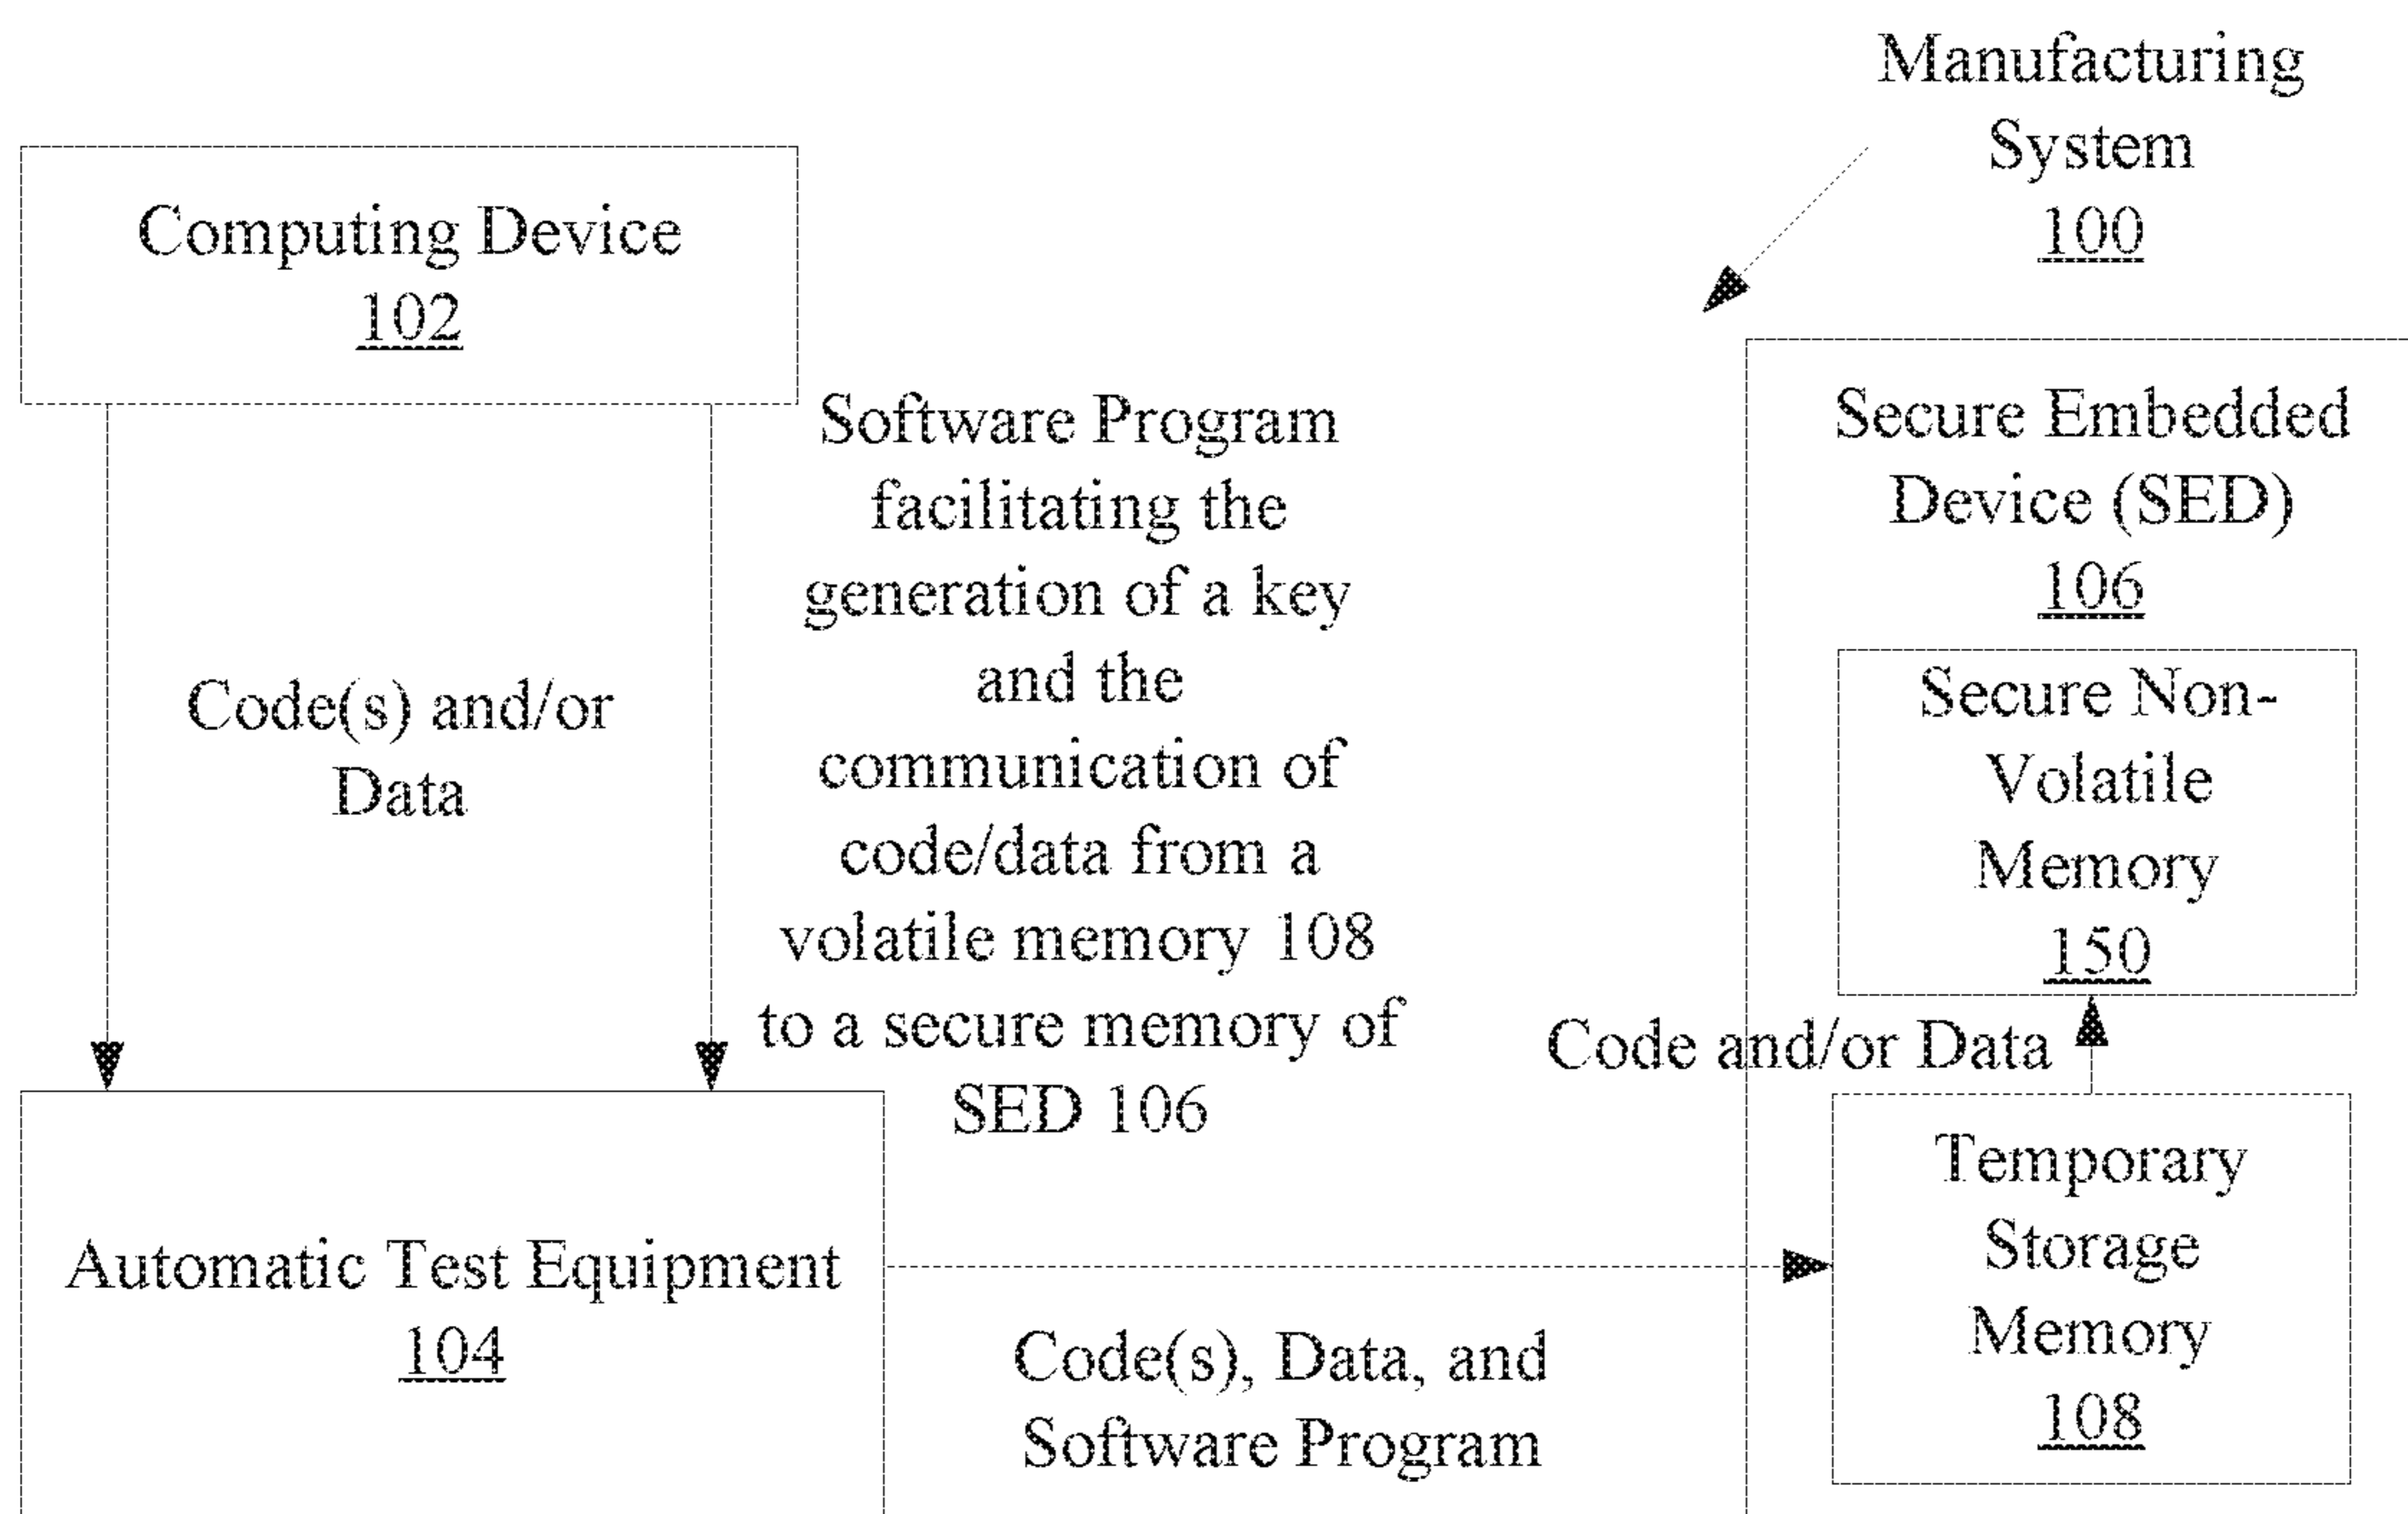 Manufacturing
System
100
Computing Device
102
Software Program
facilitating the
generation of a key
and the
communication of
code/data from a
volatile memory 108
to a secure memory of
SED 106
Code(s) and/or
Data
Secure Embedded
Device (SED)
106
Secure Non-
Volatile
Memory
150
Code and/or Data
Temporary
Storage
Memory
108
Automatic Test Equipment
104
Code(s), Data, and
Software Program